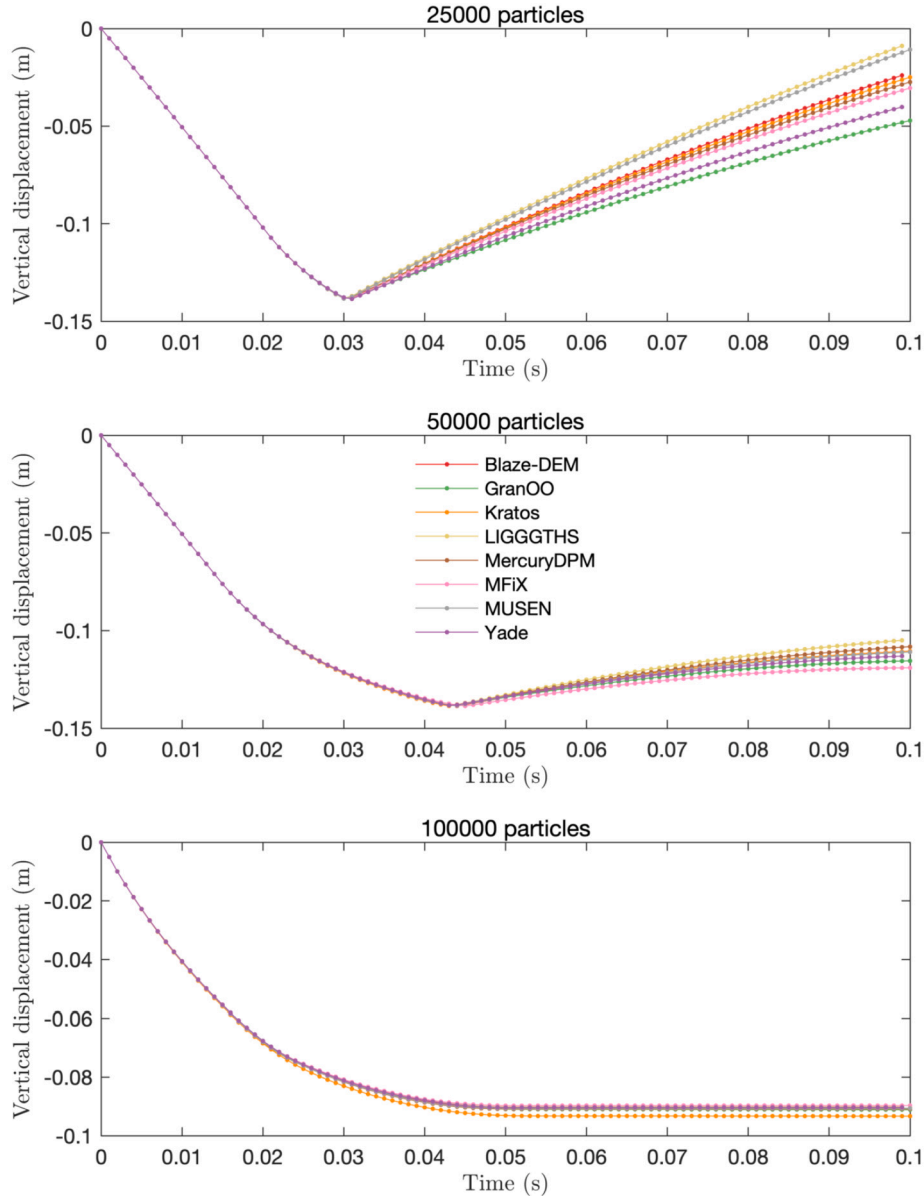 25000 particles
0
-0.05
-0.1
-0.15
Vertical displacement (m)
0 0.01 0.02 0.03 0.04 0.05 0.06 0.07 0.08 0.09 0.1
Time (s)
50000 particles
0
-0.05
-0.1
-0.15
Vertical displacement (m)
Blaze-DEM
GranOO
Kratos
LIGGGTHS
MercuryDPM
MFiX
MUSEN
Yade
0 0.01 0.02 0.03 0.04 0.05 0.06 0.07 0.08 0.09 0.1
Time (s)
100000 particles
0
-0.02
-0.04
-0.06
-0.08
-0.1
Vertical displacement (m)
0 0.01 0.02 0.03 0.04 0.05 0.06 0.07 0.08 0.09 0.1
Time (s)